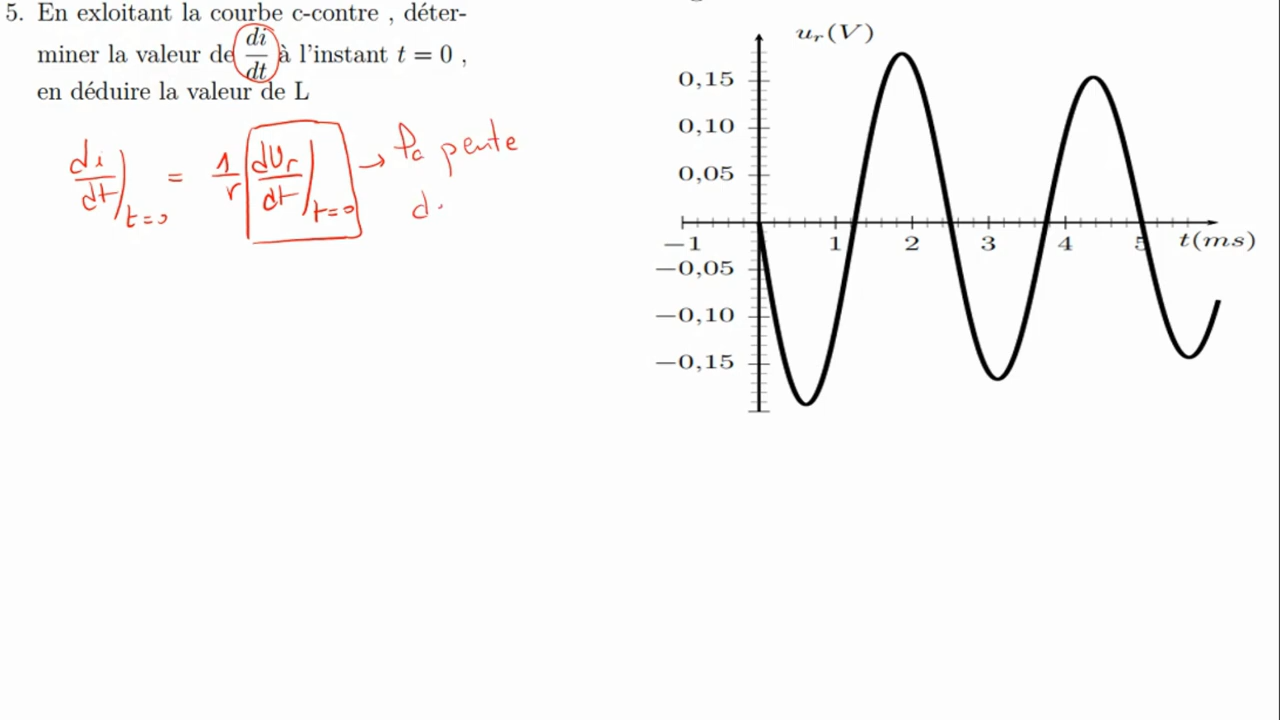 5. En exloitant la courbe c-contre , déter-
miner la valeur de di/dt à l'instant t = 0 ,
en déduire la valeur de L
di/dt)t=0 = 1/r dUr/dt)t=0 → la pente
d.
ur(V)
0,15
0,10
0,05
−1 1 2 3 4 5 t(ms)
−0,05
−0,10
−0,15